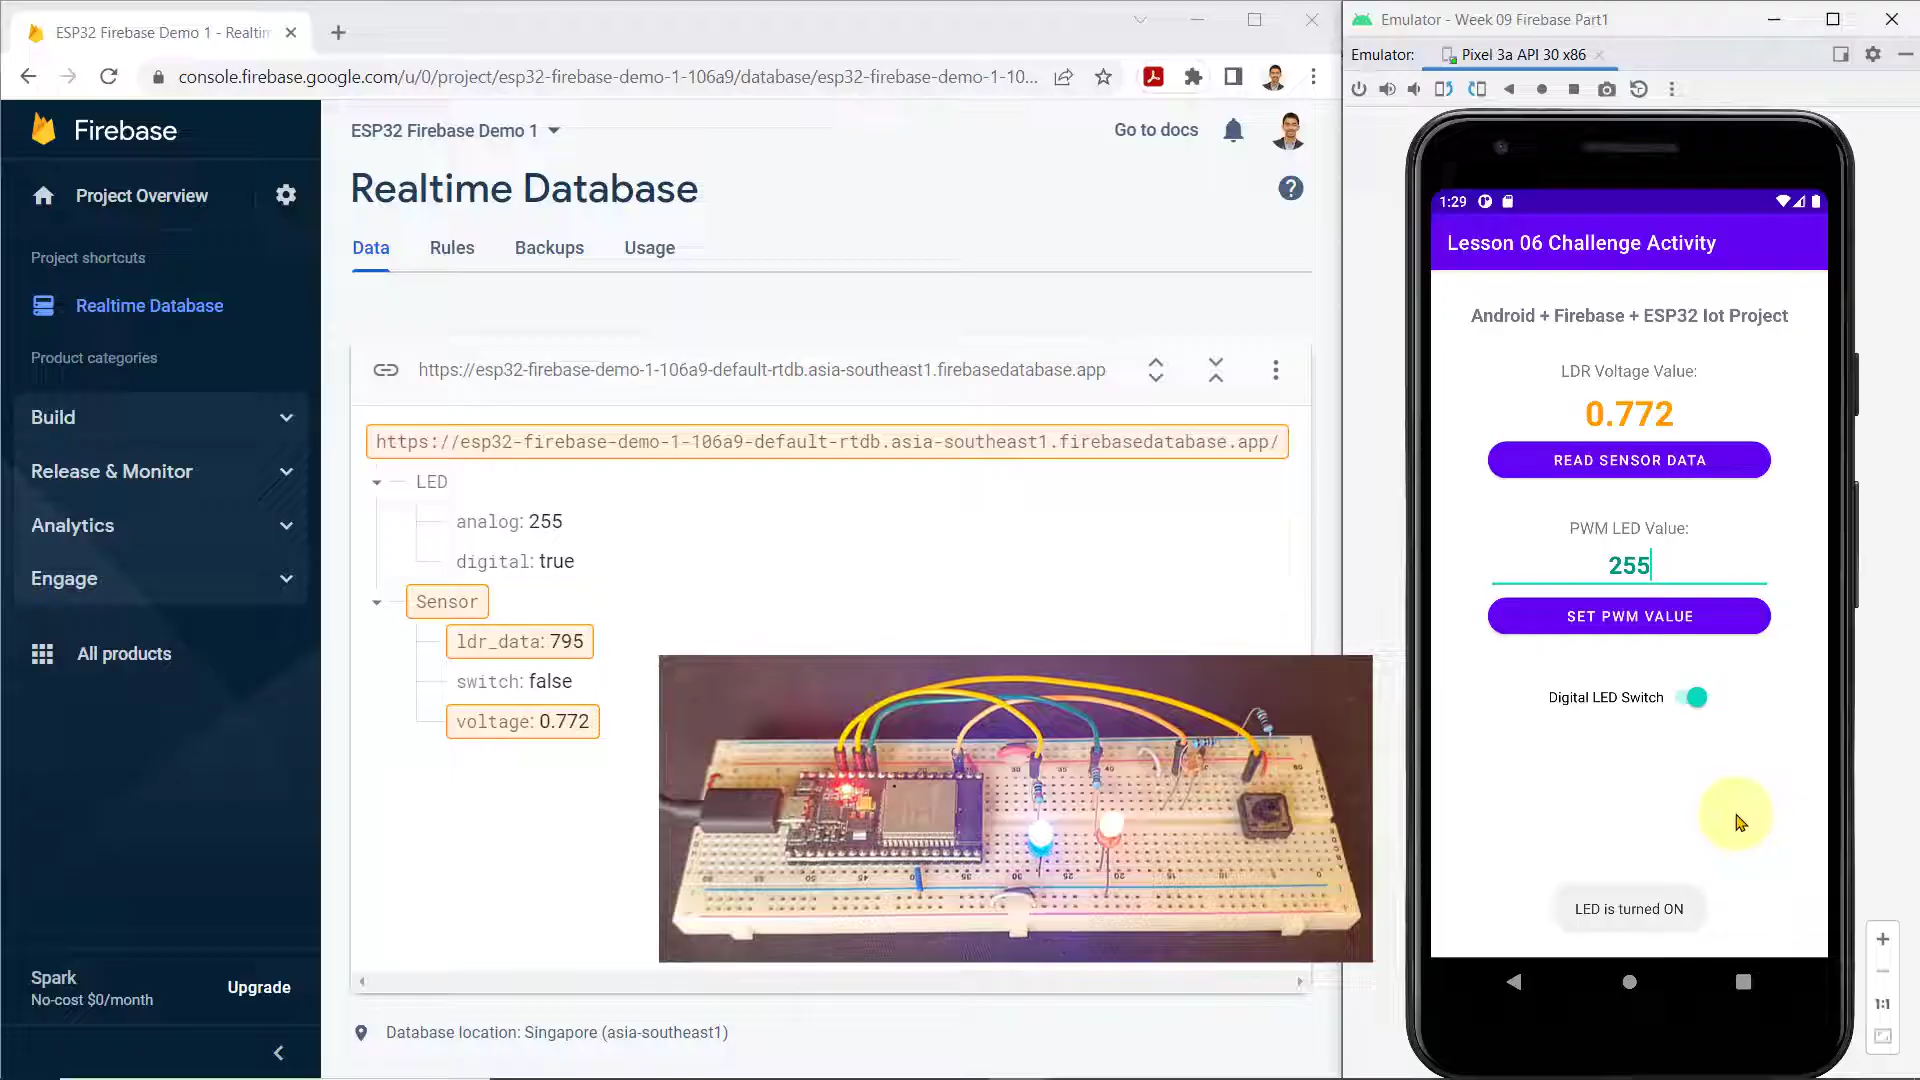 ESP32 Firebase Demo 1 - Realtim
console.firebase.google.com/u/0/project/esp32-firebase-demo-1-106a9/database/esp32-firebase-demo-1-10...
Firebase
Project Overview
Project shortcuts
Realtime Database
Product categories
Build
Release & Monitor
Analytics
Engage
All products
Spark
No-cost $0/month
Upgrade
ESP32 Firebase Demo 1
Go to docs
Realtime Database
Data
Rules
Backups
Usage
https://esp32-firebase-demo-1-106a9-default-rtdb.asia-southeast1.firebasedatabase.app
https://esp32-firebase-demo-1-106a9-default-rtdb.asia-southeast1.firebasedatabase.app/
LED
analog: 255
digital: true
Sensor
ldr_data: 795
switch: false
voltage: 0.772
Database location: Singapore (asia-southeast1)
Emulator - Week 09 Firebase Part1
Emulator:
Pixel 3a API 30 x86
1:29
Lesson 06 Challenge Activity
Android + Firebase + ESP32 Iot Project
LDR Voltage Value:
0.772
READ SENSOR DATA
PWM LED Value:
255
SET PWM VALUE
Digital LED Switch
LED is turned ON
1:1